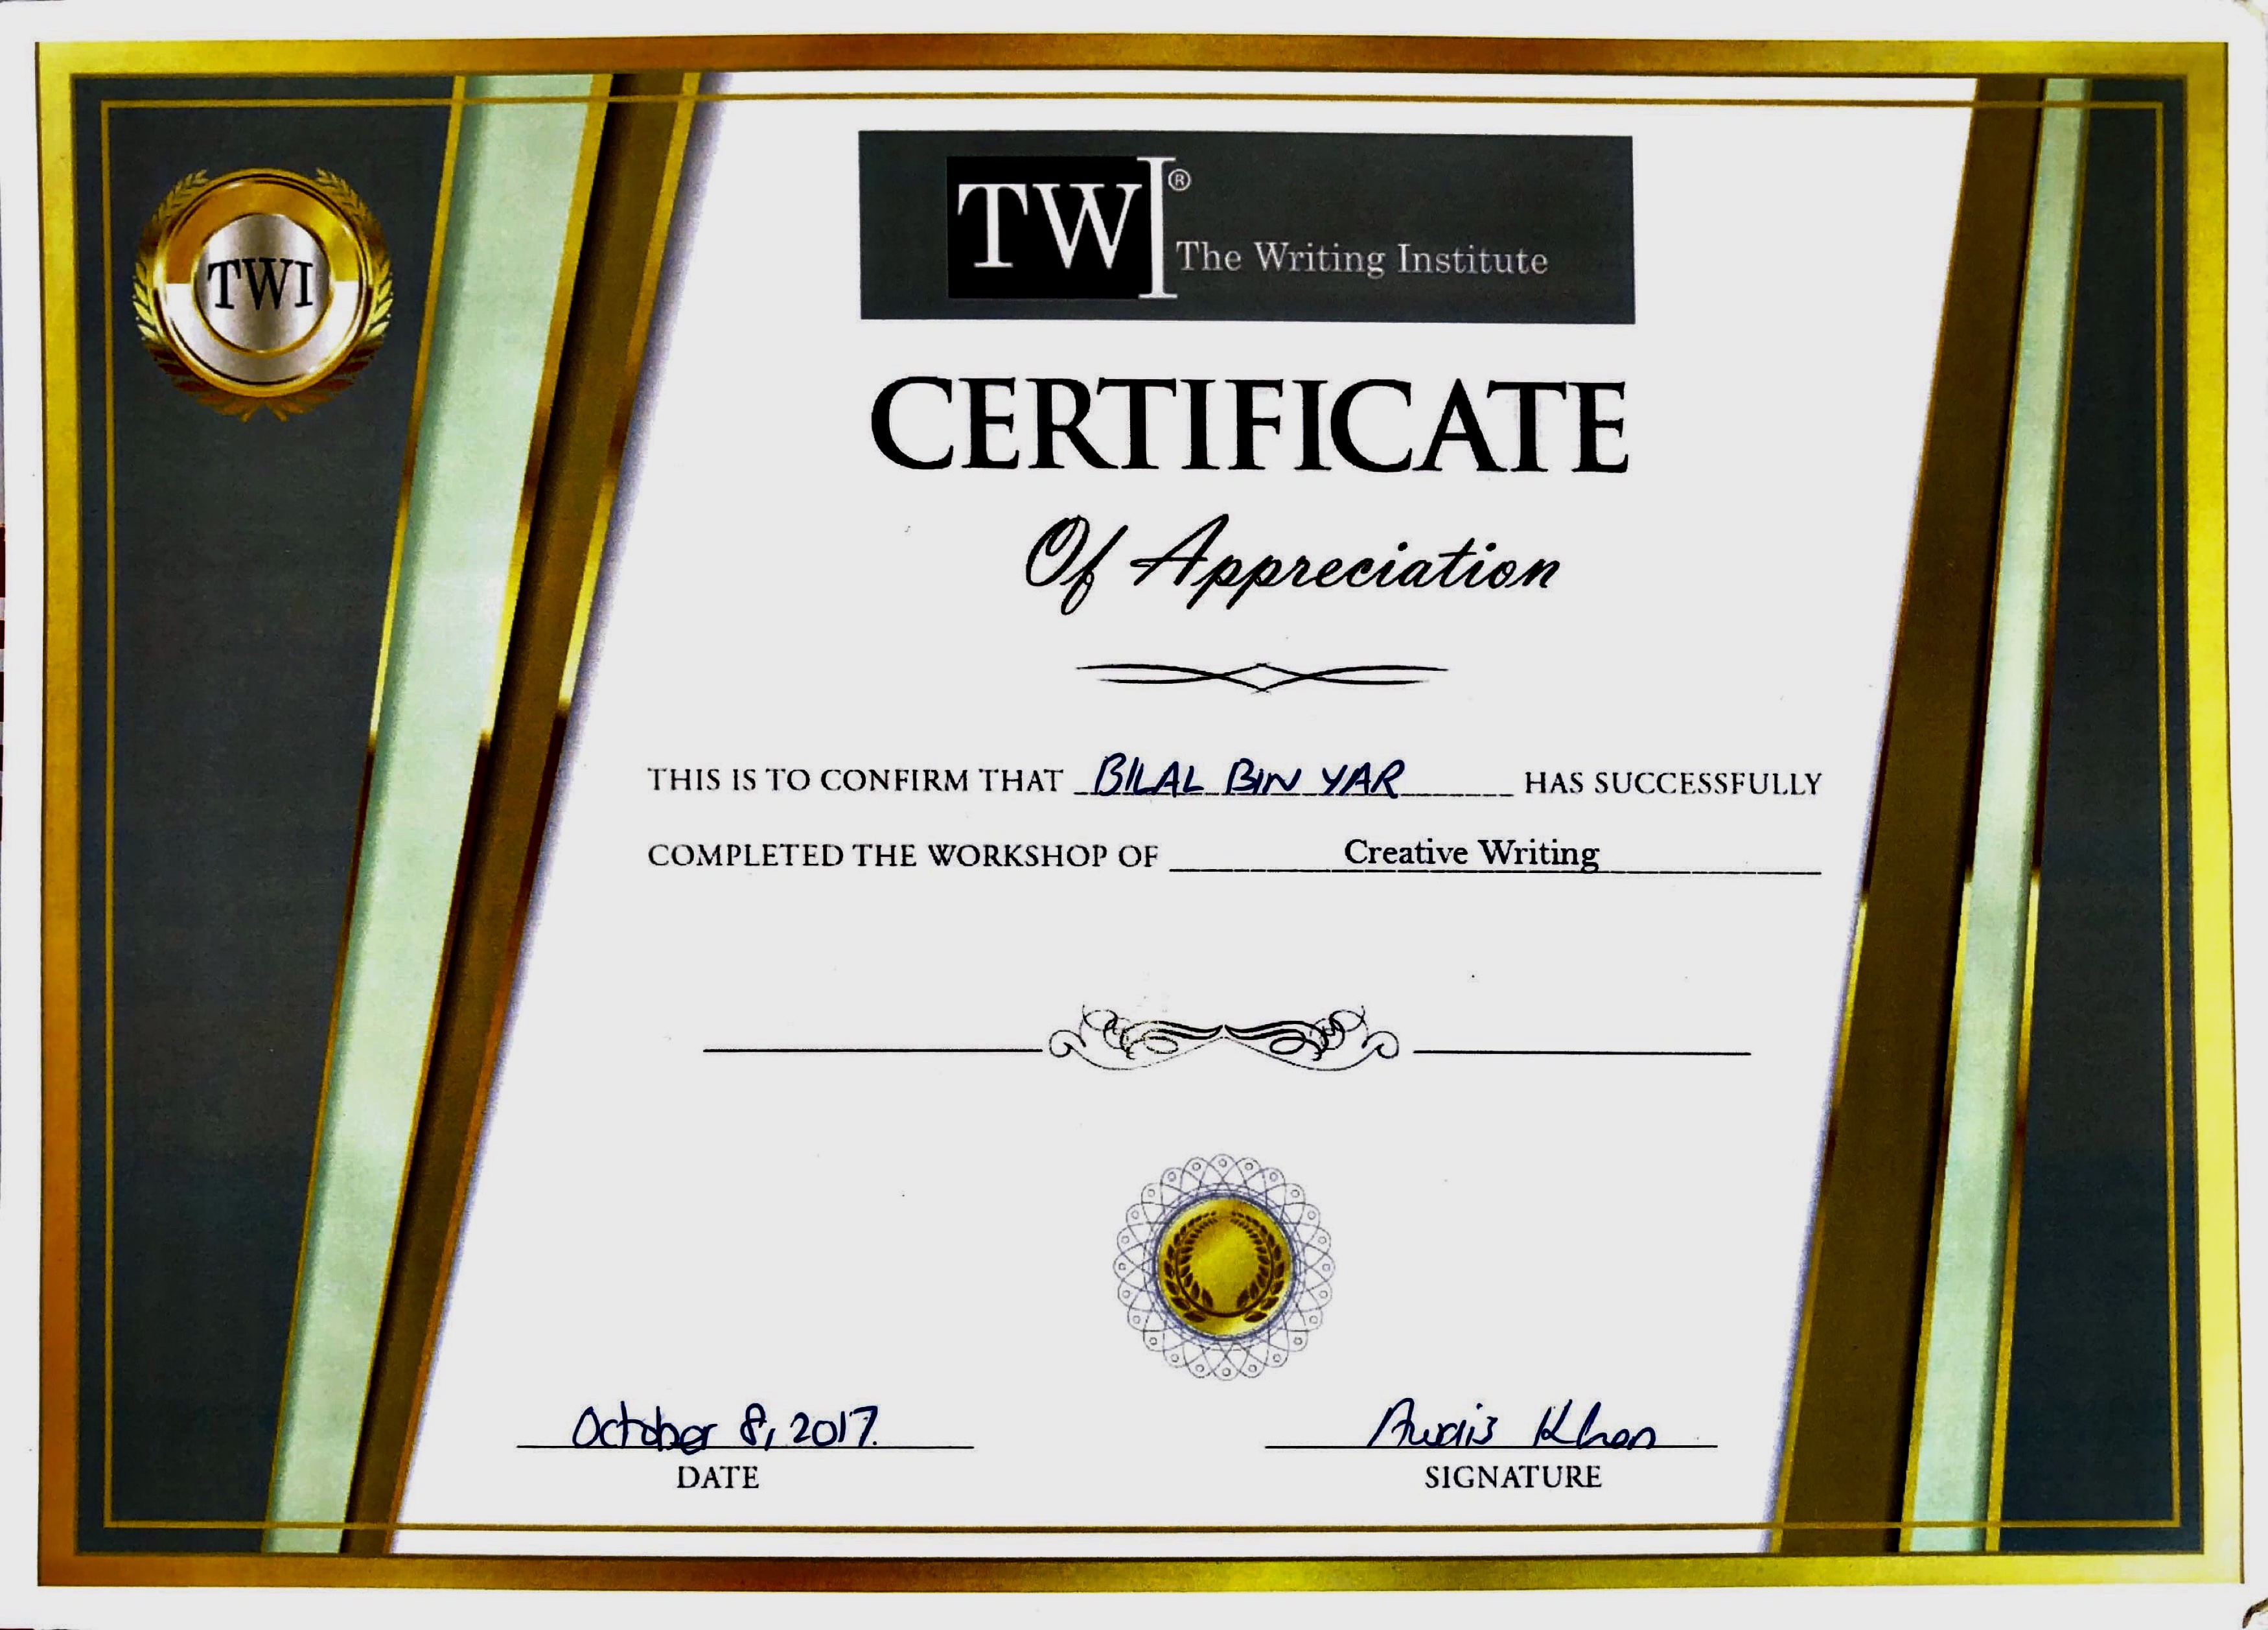 TWI
TWI®
The Writing Institute
CERTIFICATE
Of Appreciation
THIS IS TO CONFIRM THAT BILAL BIN YAR HAS SUCCESSFULLY
COMPLETED THE WORKSHOP OF Creative Writing
October 8, 2017.
DATE
Awais Khan
SIGNATURE